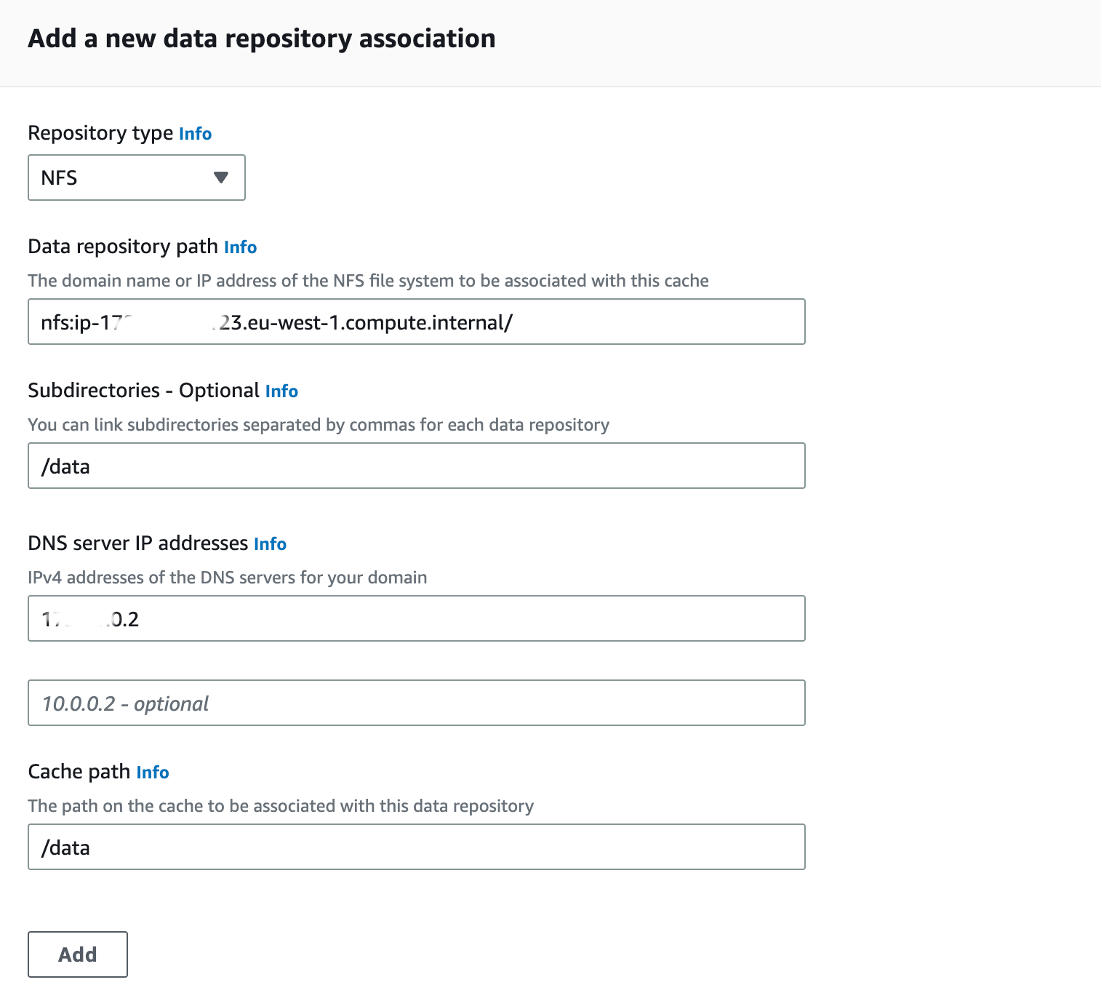 Add a new data repository association
Repository type Info
NFS
Data repository path Info
The domain name or IP address of the NFS file system to be associated with this cache
nfs:ip-17 .23.eu-west-1.compute.internal/
Subdirectories - Optional Info
You can link subdirectories separated by commas for each data repository
/data
DNS server IP addresses Info
IPv4 addresses of the DNS servers for your domain
17 .0.2
10.0.0.2 - optional
Cache path Info
The path on the cache to be associated with this data repository
/data
Add